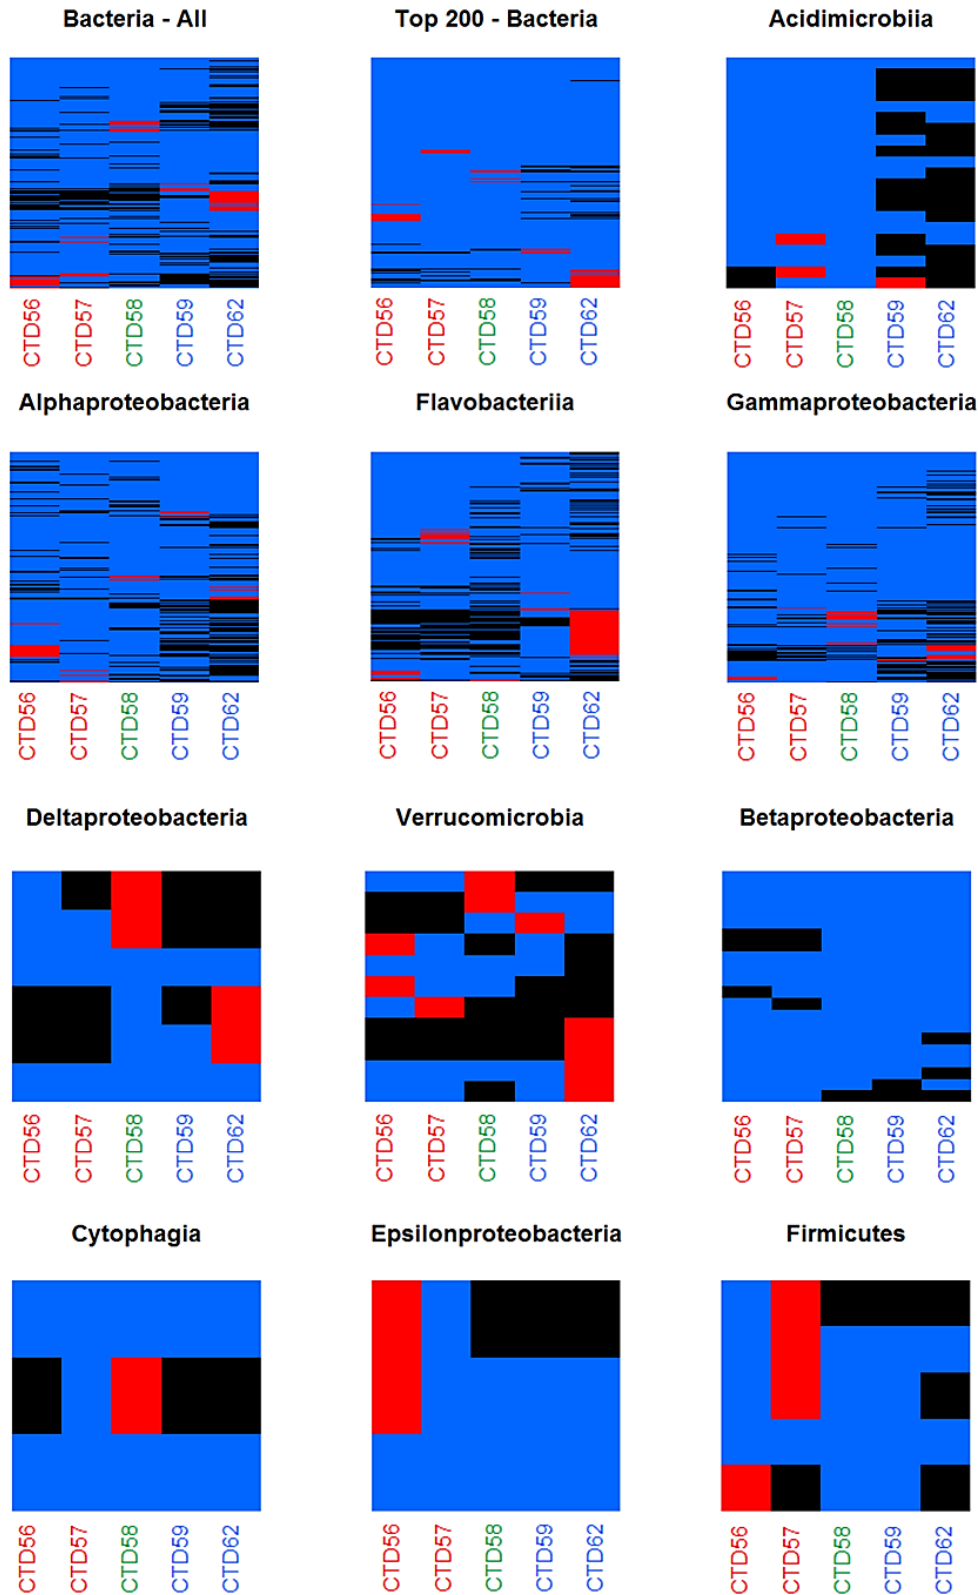 Bacteria - All
Top 200 - Bacteria
Acidimicrobiia
CTD56 CTD57 CTD58 CTD59 CTD62
CTD56 CTD57 CTD58 CTD59 CTD62
CTD56 CTD57 CTD58 CTD59 CTD62
Alphaproteobacteria
Flavobacteriia
Gammaproteobacteria
CTD56 CTD57 CTD58 CTD59 CTD62
CTD56 CTD57 CTD58 CTD59 CTD62
CTD56 CTD57 CTD58 CTD59 CTD62
Deltaproteobacteria
Verrucomicrobia
Betaproteobacteria
CTD56 CTD57 CTD58 CTD59 CTD62
CTD56 CTD57 CTD58 CTD59 CTD62
CTD56 CTD57 CTD58 CTD59 CTD62
Cytophagia
Epsilonproteobacteria
Firmicutes
CTD56 CTD57 CTD58 CTD59 CTD62
CTD56 CTD57 CTD58 CTD59 CTD62
CTD56 CTD57 CTD58 CTD59 CTD62